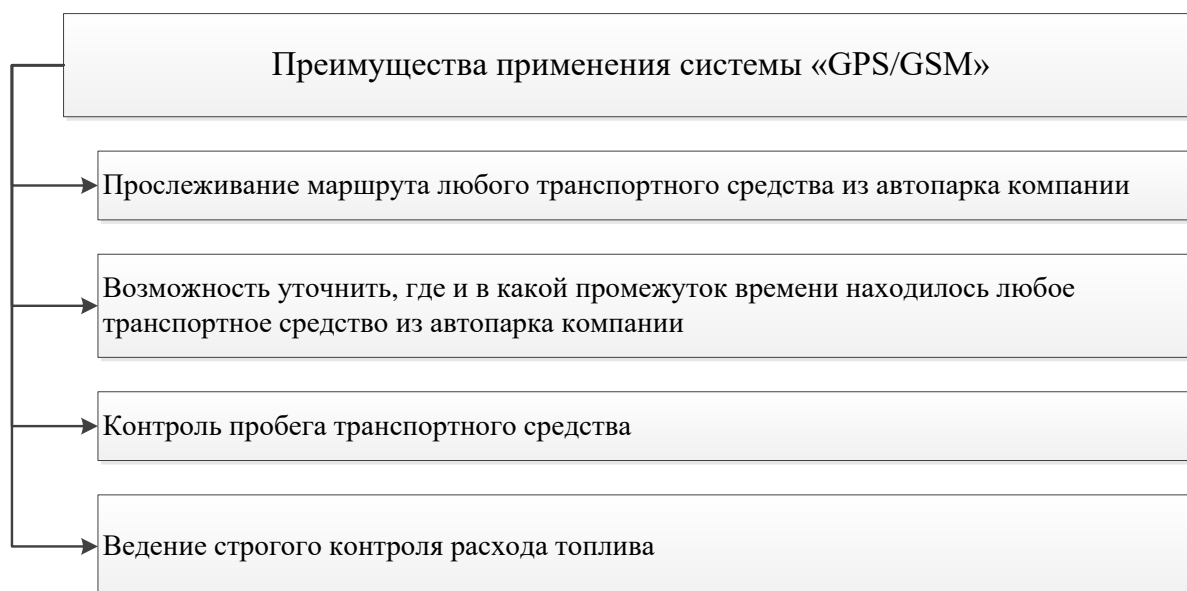 Преимущества применения системы «GPS/GSM»
Прослеживание маршрута любого транспортного средства из автопарка компании
Возможность уточнить, где и в какой промежуток времени находилось любое
транспортное средство из автопарка компании
Контроль пробега транспортного средства
Ведение строгого контроля расхода топлива